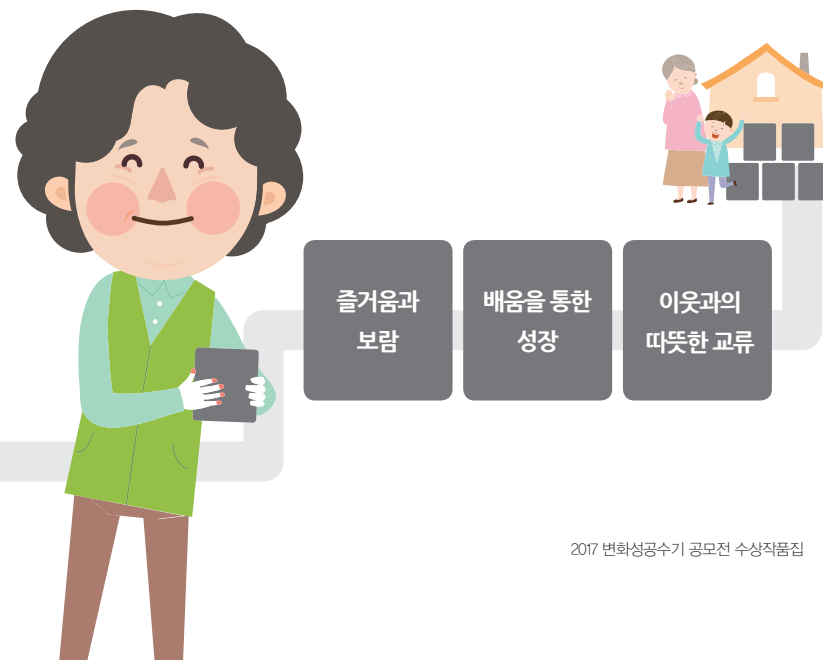 즐거움과
보람
배움을 통한
성장
이웃과의
따뜻한 교류
2017 변화성공수기 공모전 수상작품집